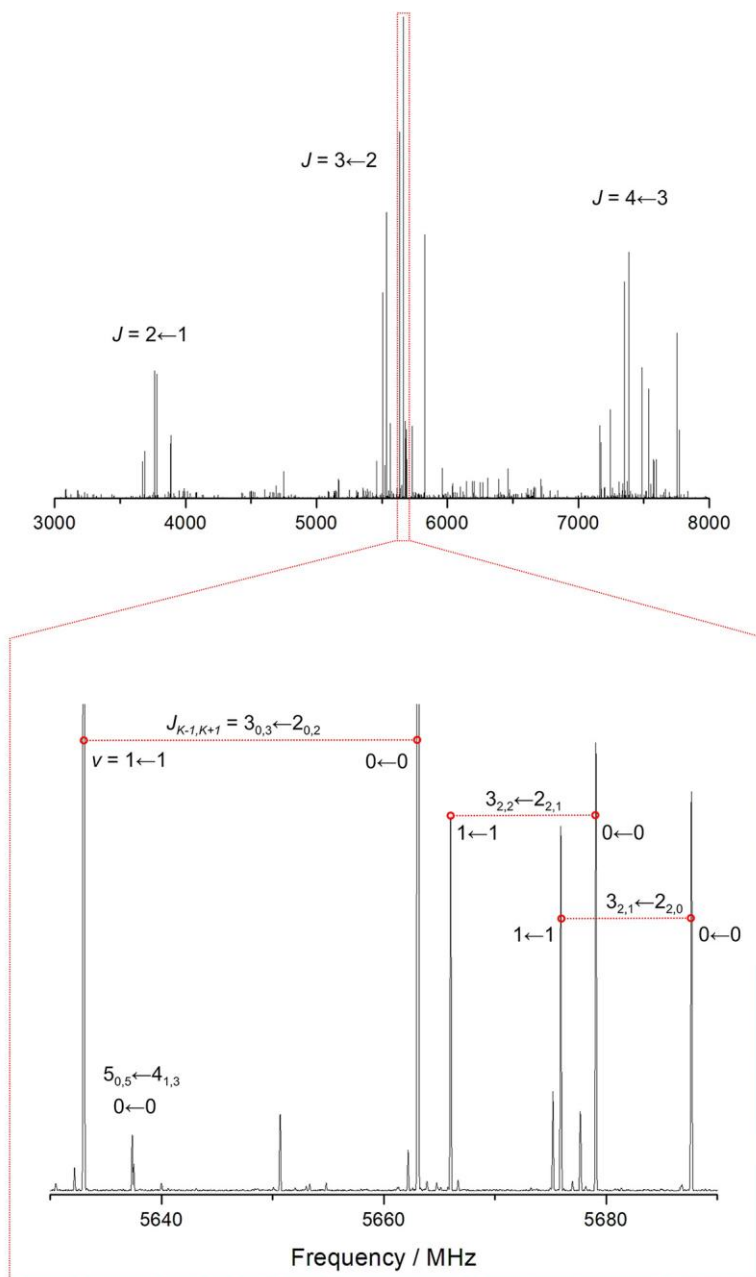 J = 3←2
J = 4←3
J = 2←1
3000 4000 5000 6000 7000 8000
J_{K-1,K+1} = 3_{0,3}←2_{0,2}
v = 1←1 0←0
3_{2,2}←2_{2,1}
1←1 0←0
3_{2,1}←2_{2,0}
1←1 0←0
5_{0,5}←4_{1,3}
0←0
5640 5660 5680
Frequency / MHz